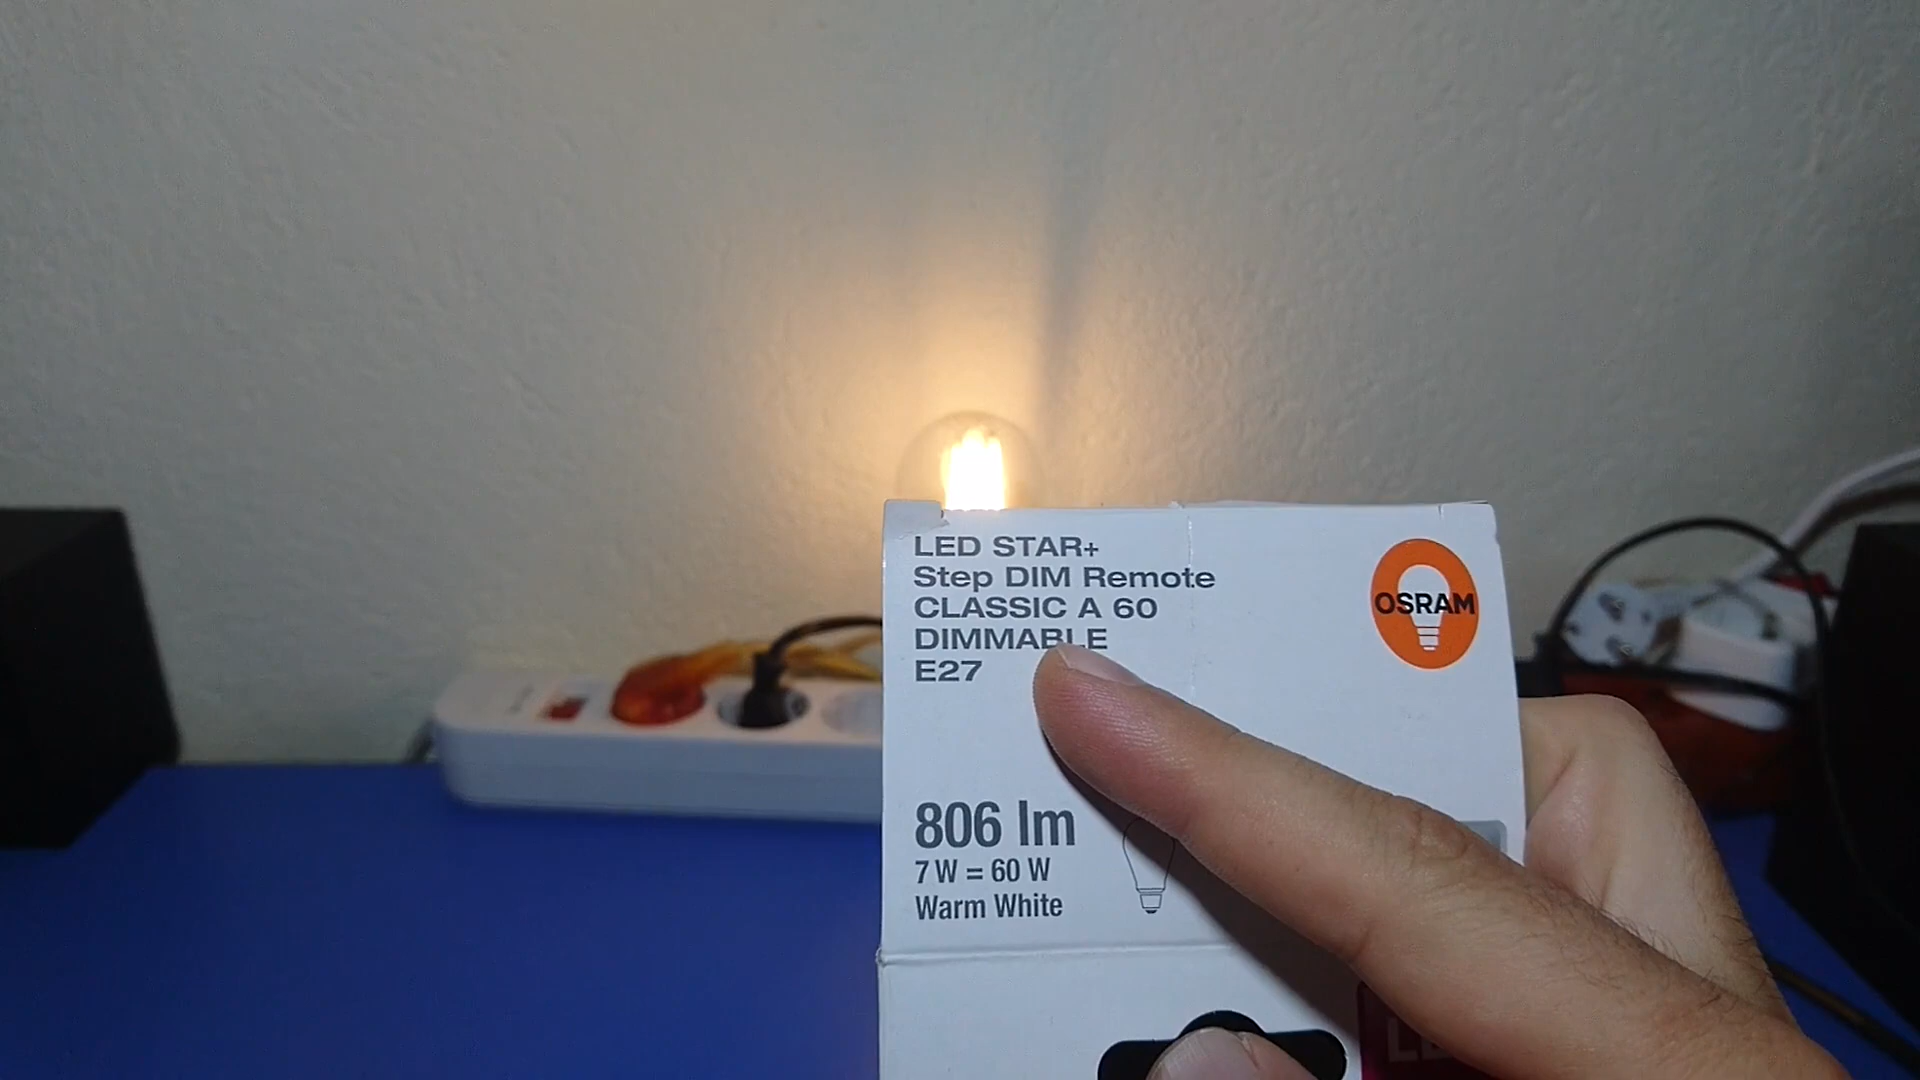 LED STAR+
Step DIM Remote
CLASSIC A 60
DIMMABLE
E27
OSRAM
806 lm
7 W = 60 W
Warm White